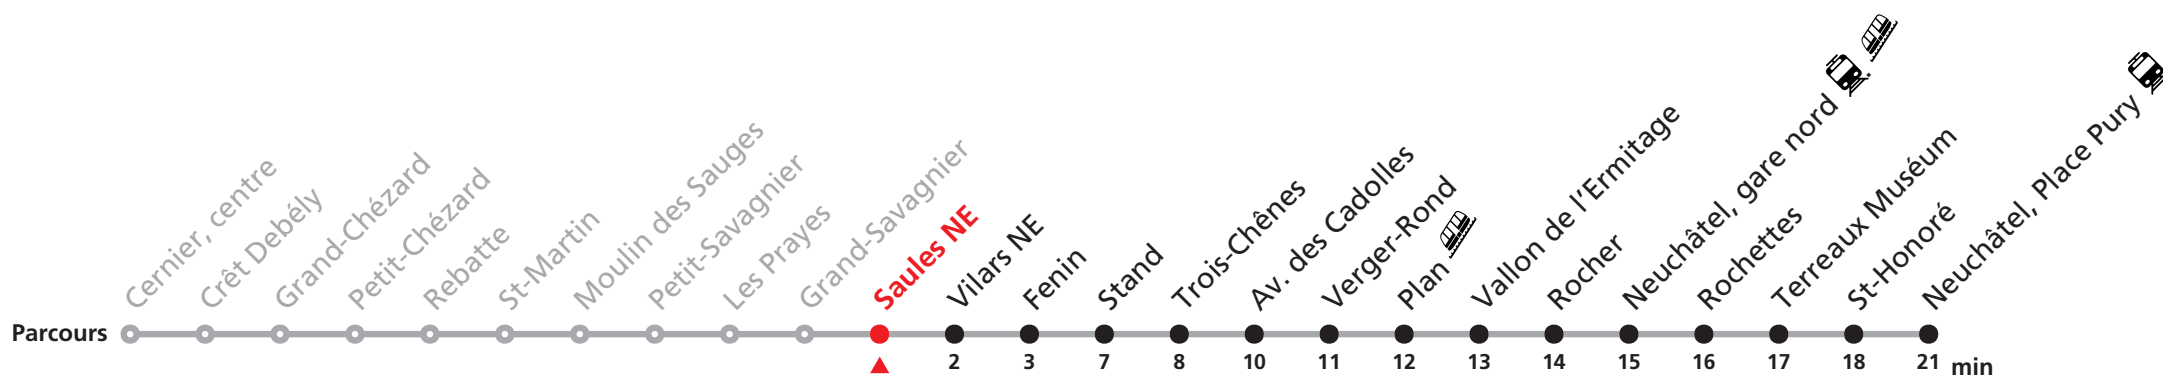 Cernier, centre
Crêt Debély
Grand-Chézard
Petit-Chézard
Rebatte
St-Martin
Moulin des Sauges
Petit-Savagnier
Les Prayes
Grand-Savagnier
Saules NE
Vilars NE
Fenin
Stand
Trois-Chênes
Av. des Cadolles
Verger-Rond
Plan
Vallon de l'Ermitage
Rocher
Neuchâtel, gare nord
Rochettes
Terreaux Muséum
St-Honoré
Neuchâtel, Place Pury
Parcours
2 3 7 8 10 11 12 13 14 15 16 17 18 21 min